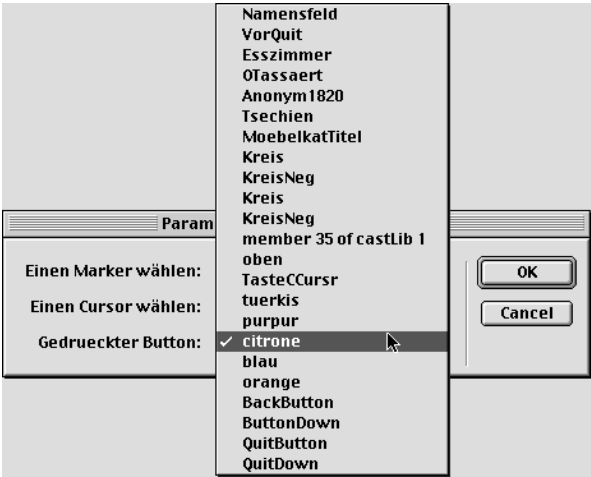 Namensfeld
VorQuit
Esszimmer
OTassaert
Anonym1820
Tsechien
MoebelkatTitel
Kreis
KreisNeg
Kreis
KreisNeg
member 35 of castLib 1
oben
TasteCCursr
tuerkis
purpur
✓ citrone
blau
orange
BackButton
ButtonDown
QuitButton
QuitDown
Param
Einen Marker wählen:
Einen Cursor wählen:
Gedrueckter Button:
OK
Cancel